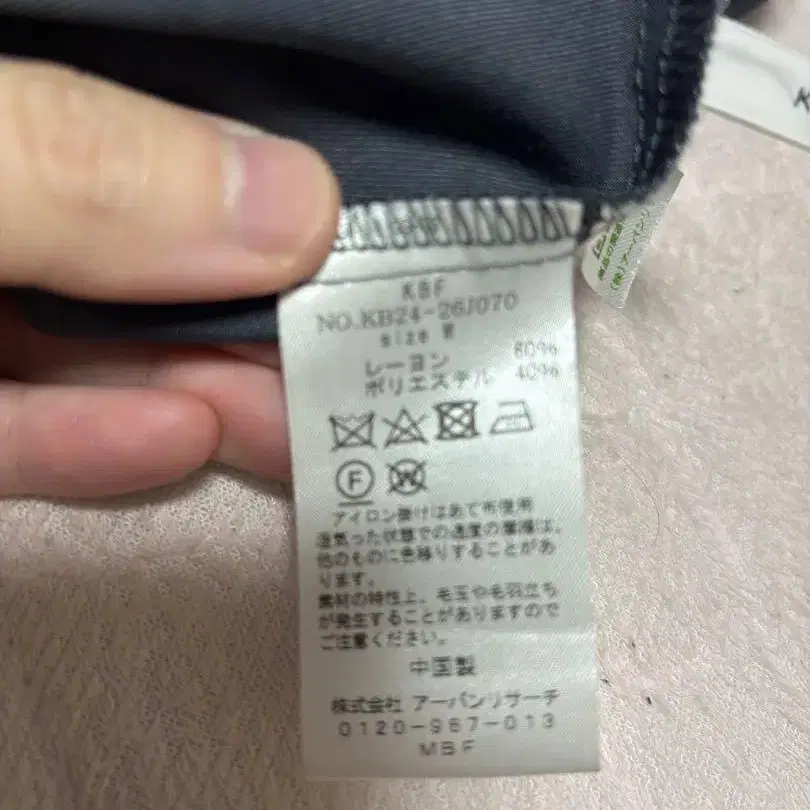 KBF
NO.KB24-26J070
size
レーヨン 60%
ポリエステル 40%
F
W
アイロン掛けはあて布使用
湿気った状態での過度の摩擦は、
他のものに色移りすることがあ
ります。
素材の特性上、毛玉や毛羽立ち
が発生することがありますので
ご注意ください。
中国製
株式会社 アーバンリサーチ
0120-967-013
MBF
K